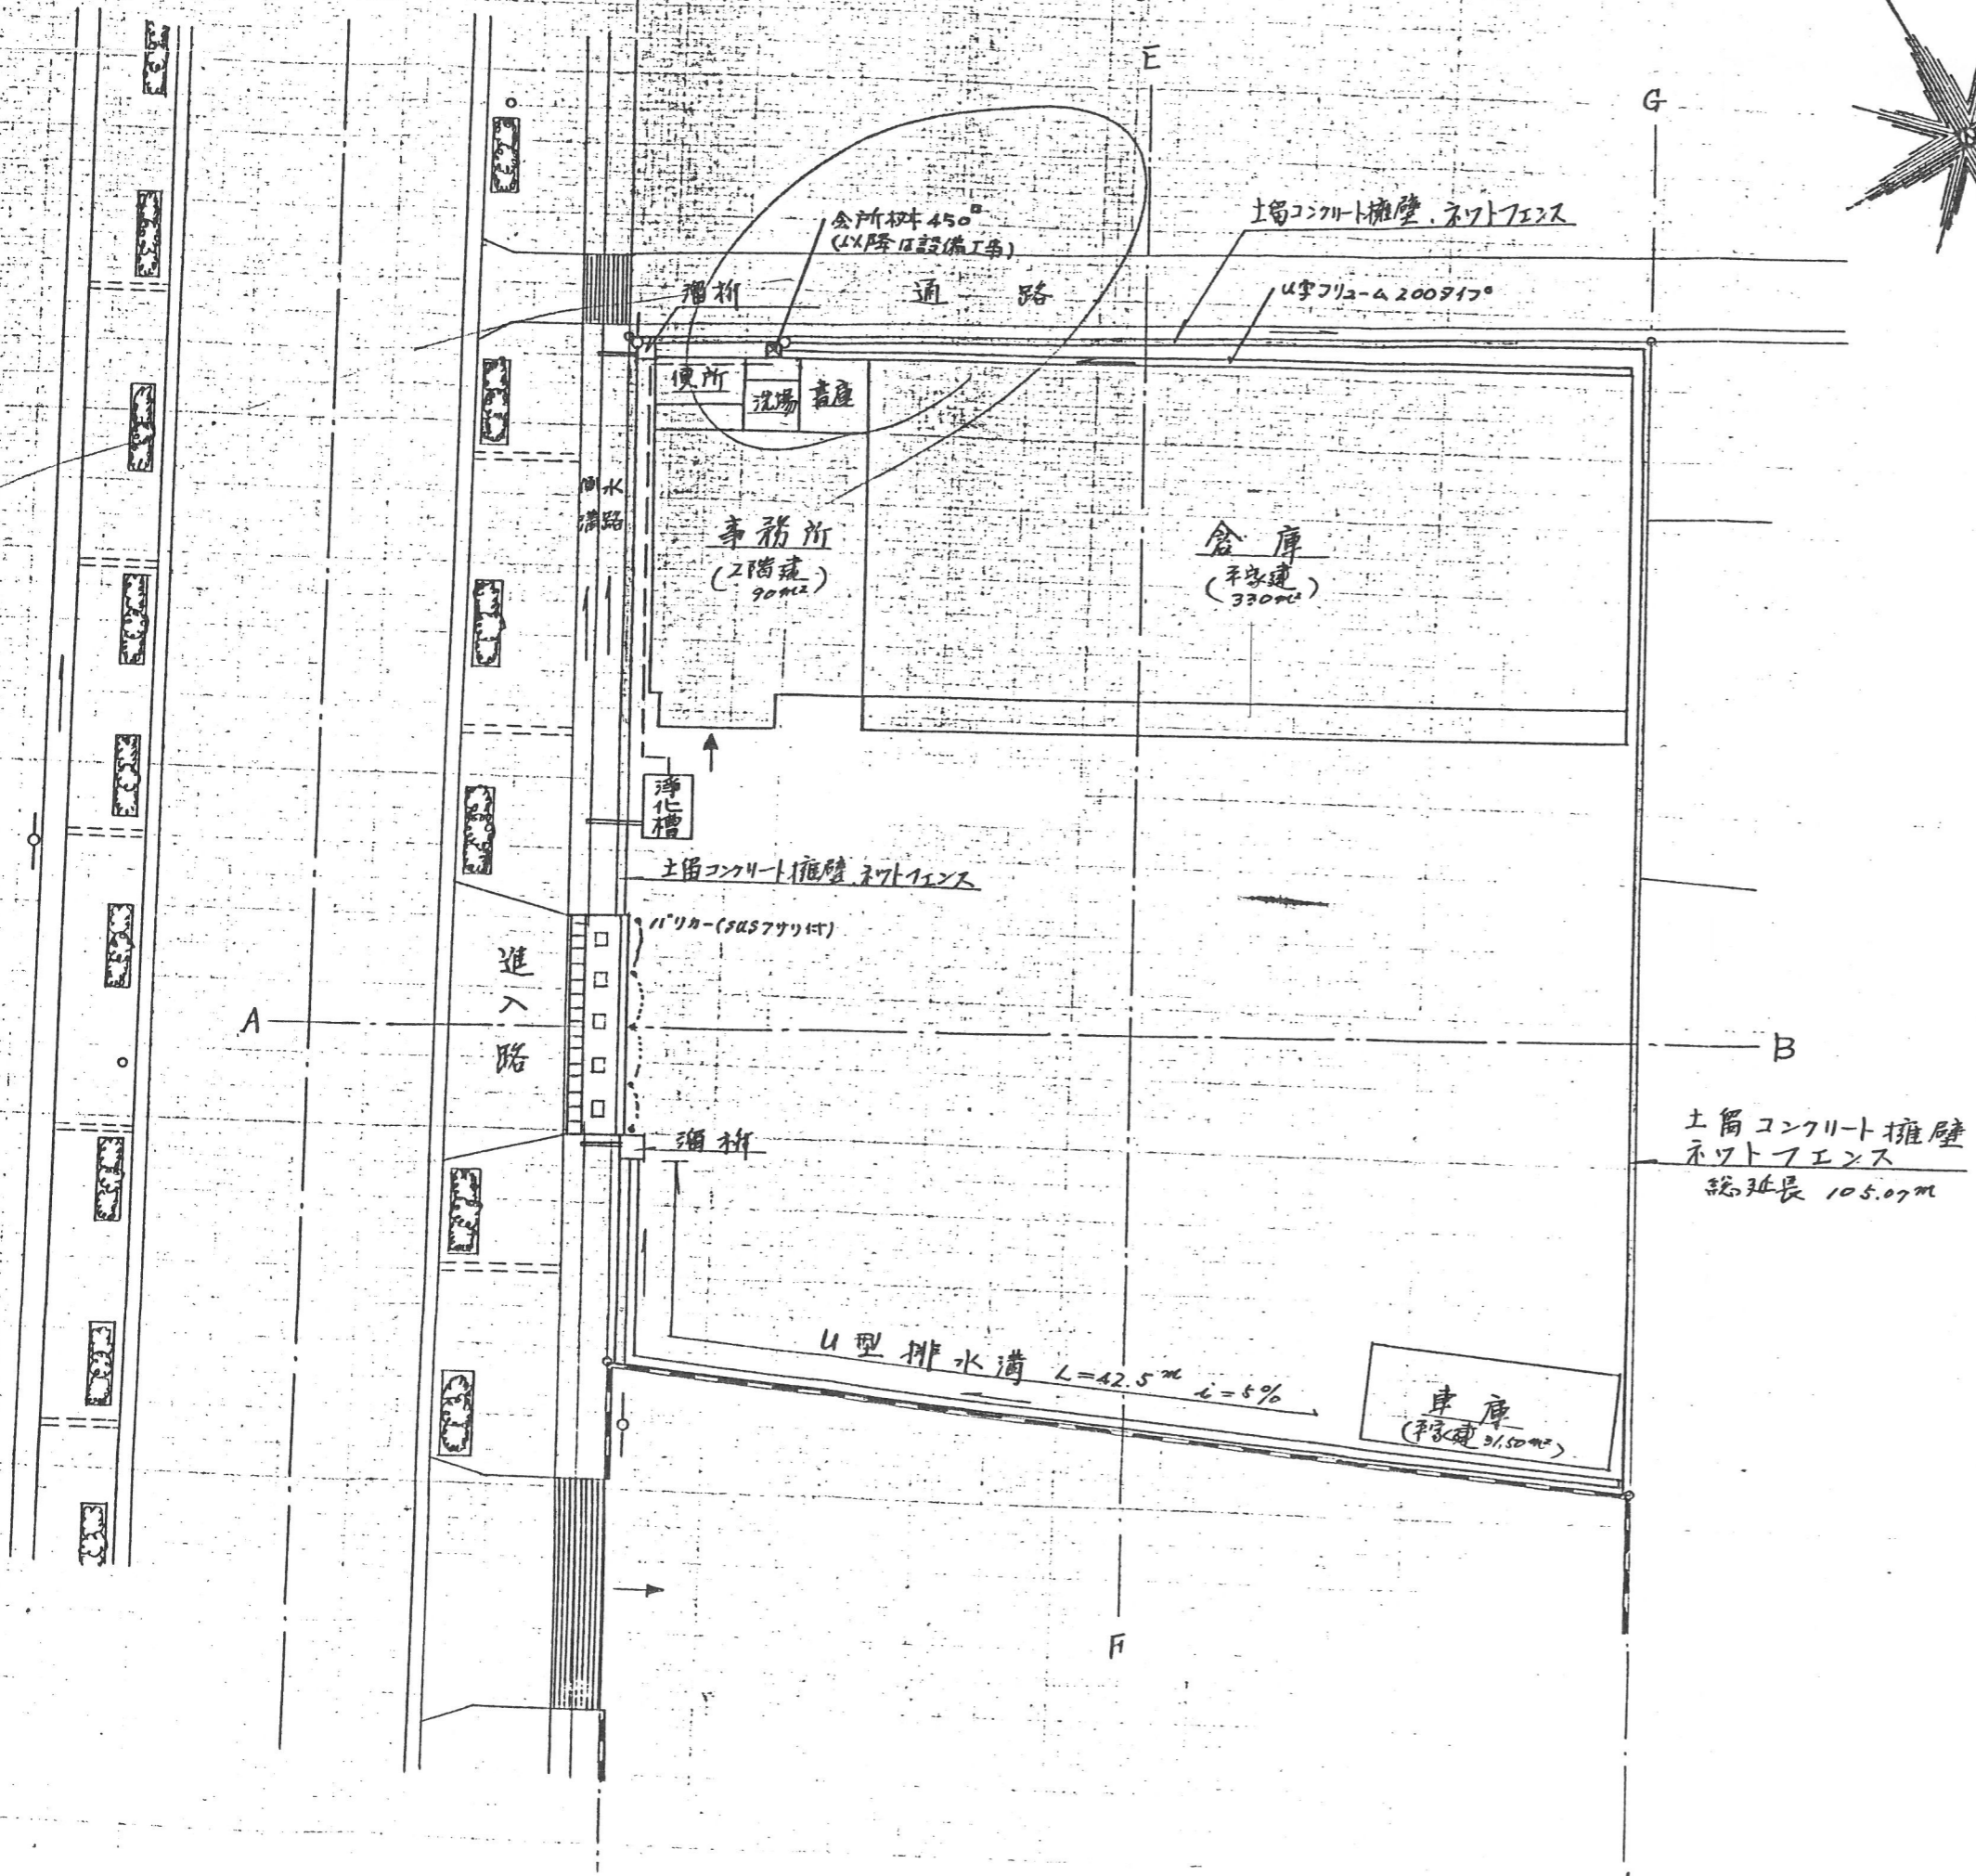 E
G
会所桝 450□
(以降は設備工事)
土留コンクリート擁壁.ネットフェンス
溜桝
通路
U字フリューム200タイプ
便所
洗場
書庫
側溝
水路
事務所
(2階建 90m²)
倉庫
(平家建 330m²)
浄化槽
土留コンクリート擁壁.ネットフェンス
バリカー(SUSクサリ付)
進入路
A
B
溜桝
土留コンクリート擁壁
ネットフェンス
総延長 105.07m
U型排水溝 L=42.5m i=5%
車庫
(平家建 31.50m²)
F